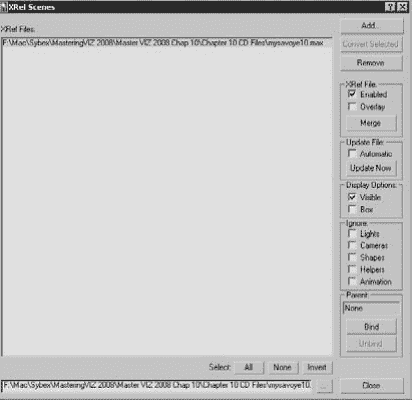 XRef Scenes
XRef Files:
F:\Mac\Sybex\MasteringVIZ 2008\Master VIZ 2008 Chap 10\Chapter 10 CD Files\mysavoye10.max
Add...
Convert Selected
Remove
XRef File:
Enabled
Overlay
Merge
Update File:
Automatic
Update Now
Display Options:
Visible
Box
Ignore:
Lights
Cameras
Shapes
Helpers
Animation
Parent:
None
Bind
Unbind
Select:
All
None
Invert
F:\Mac\Sybex\MasteringVIZ 2008\Master VIZ 2008 Chap 10\Chapter 10 CD Files\mysavoye10.
...
Close